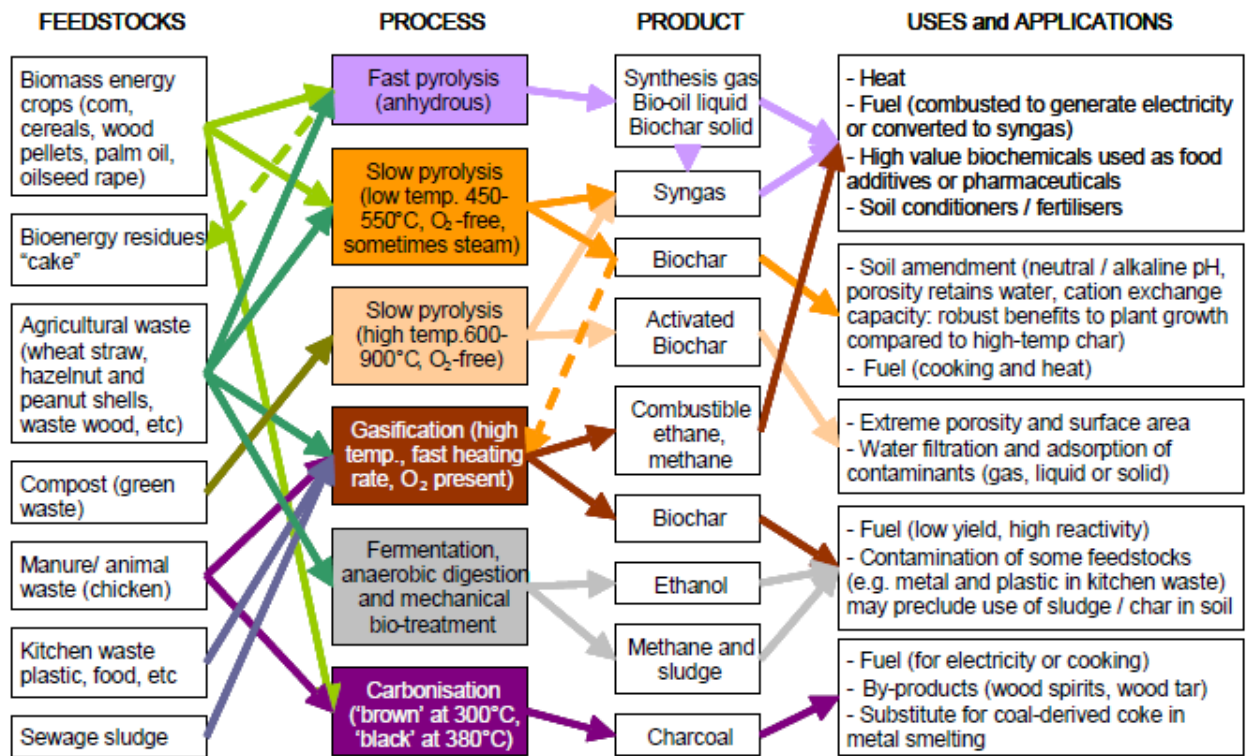 FEEDSTOCKS
Biomass energy
crops (corn,
cereals, wood
pellets, palm oil,
oilseed rape)
Bioenergy residues
“cake”
Agricultural waste
(wheat straw,
hazelnut and
peanut shells,
waste wood, etc)
Compost (green
waste)
Manure/ animal
waste (chicken)
Kitchen waste
plastic, food, etc
Sewage sludge
PROCESS
Fast pyrolysis
(anhydrous)
Slow pyrolysis
(low temp. 450-
550°C, O₂-free,
sometimes steam)
Slow pyrolysis
(high temp.600-
900°C, O₂-free)
Gasification (high
temp., fast heating
rate, O₂ present)
Fermentation,
anaerobic digestion
and mechanical
bio-treatment
Carbonisation
(‘brown’ at 300°C,
‘black’ at 380°C)
PRODUCT
Synthesis gas
Bio-oil liquid
Biochar solid
Syngas
Biochar
Activated
Biochar
Combustible
ethane,
methane
Biochar
Ethanol
Methane and
sludge
Charcoal
USES and APPLICATIONS
- Heat
- Fuel (combusted to generate electricity
or converted to syngas)
- High value biochemicals used as food
additives or pharmaceuticals
- Soil conditioners / fertilisers
- Soil amendment (neutral / alkaline pH,
porosity retains water, cation exchange
capacity: robust benefits to plant growth
compared to high-temp char)
- Fuel (cooking and heat)
- Extreme porosity and surface area
- Water filtration and adsorption of
contaminants (gas, liquid or solid)
- Fuel (low yield, high reactivity)
- Contamination of some feedstocks
(e.g. metal and plastic in kitchen waste)
may preclude use of sludge / char in soil
- Fuel (for electricity or cooking)
- By-products (wood spirits, wood tar)
- Substitute for coal-derived coke in
metal smelting